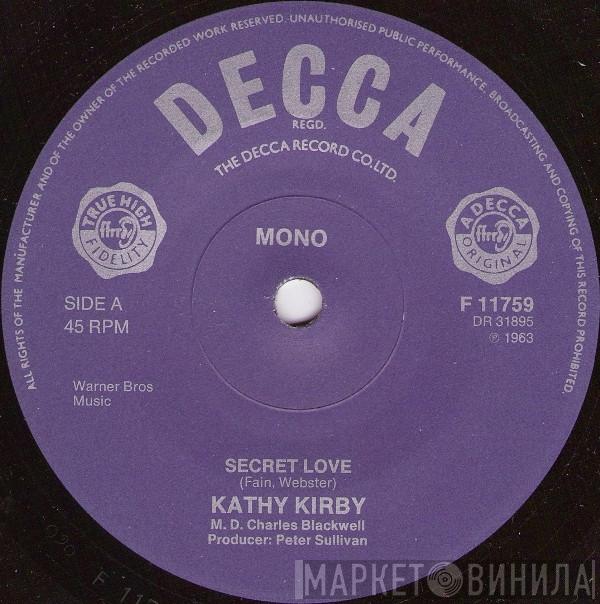 ALL RIGHTS OF THE MANUFACTURER AND OF THE OWNER OF THE RECORDED WORK RESERVED. UNAUTHORISED PUBLIC PERFORMANCE, BROADCASTING AND COPYING OF THIS RECORD PROHIBITED.
DECCA
REGD.
THE DECCA RECORD CO. LTD.
TRUE HIGH
ffrr
FIDELITY
MONO
A DECCA
ffrr
ORIGINAL
SIDE A
45 RPM
F 11759
DR 31895
℗ 1963
Warner Bros
Music
SECRET LOVE
(Fain, Webster)
KATHY KIRBY
M. D. Charles Blackwell
Producer: Peter Sullivan
МАРКЕТ ВИНИЛА